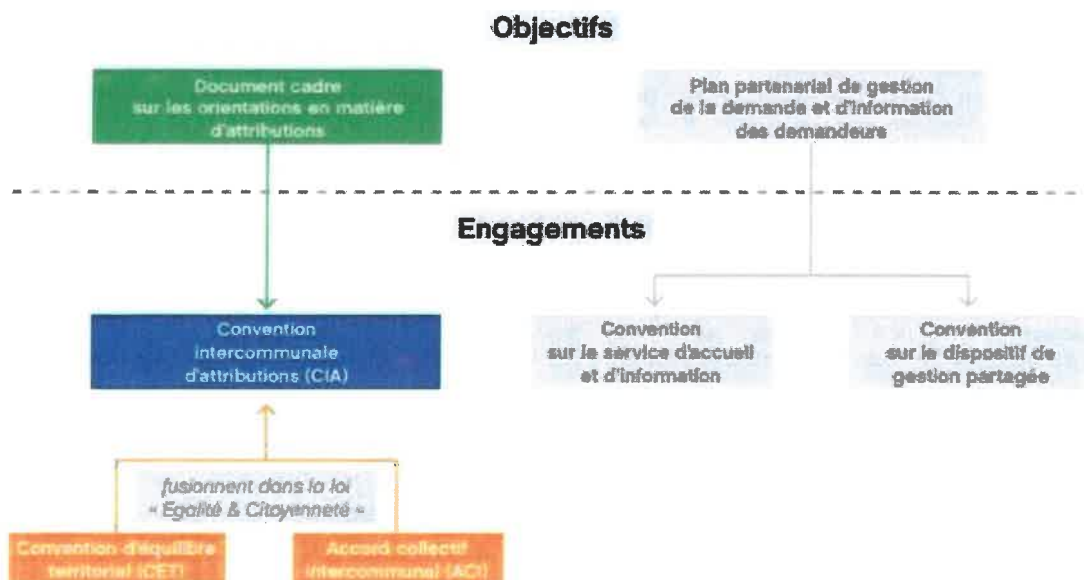 Objectifs
Document cadre
sur les orientations en matière
d'attributions
Plan partenarial de gestion
de la demande et d'information
des demandeurs
Engagements
Convention
intercommunale
d'attributions (CIA)
Convention
sur le service d'accueil
et d'information
Convention
sur le dispositif de
gestion partagée
fusionnent dans la loi
« Egalité & Citoyenneté »
Convention d'équilibre
territorial (CET)
Accord collectif
intercommunal (ACI)